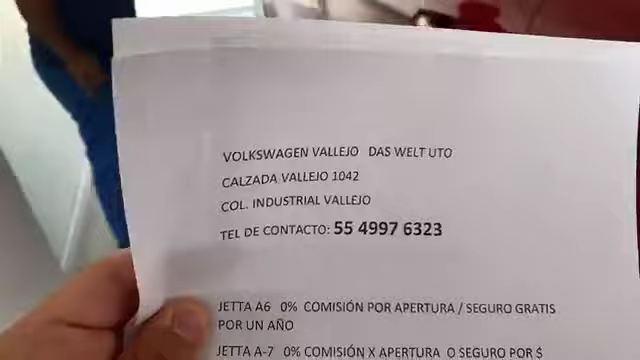 VOLKSWAGEN VALLEJO DAS WELT UTO
CALZADA VALLEJO 1042
COL. INDUSTRIAL VALLEJO
TEL DE CONTACTO: 55 4997 6323
JETTA A6 0% COMISIÓN POR APERTURA / SEGURO GRATIS
POR UN AÑO
JETTA A-7 0% COMISIÓN X APERTURA O SEGURO POR $